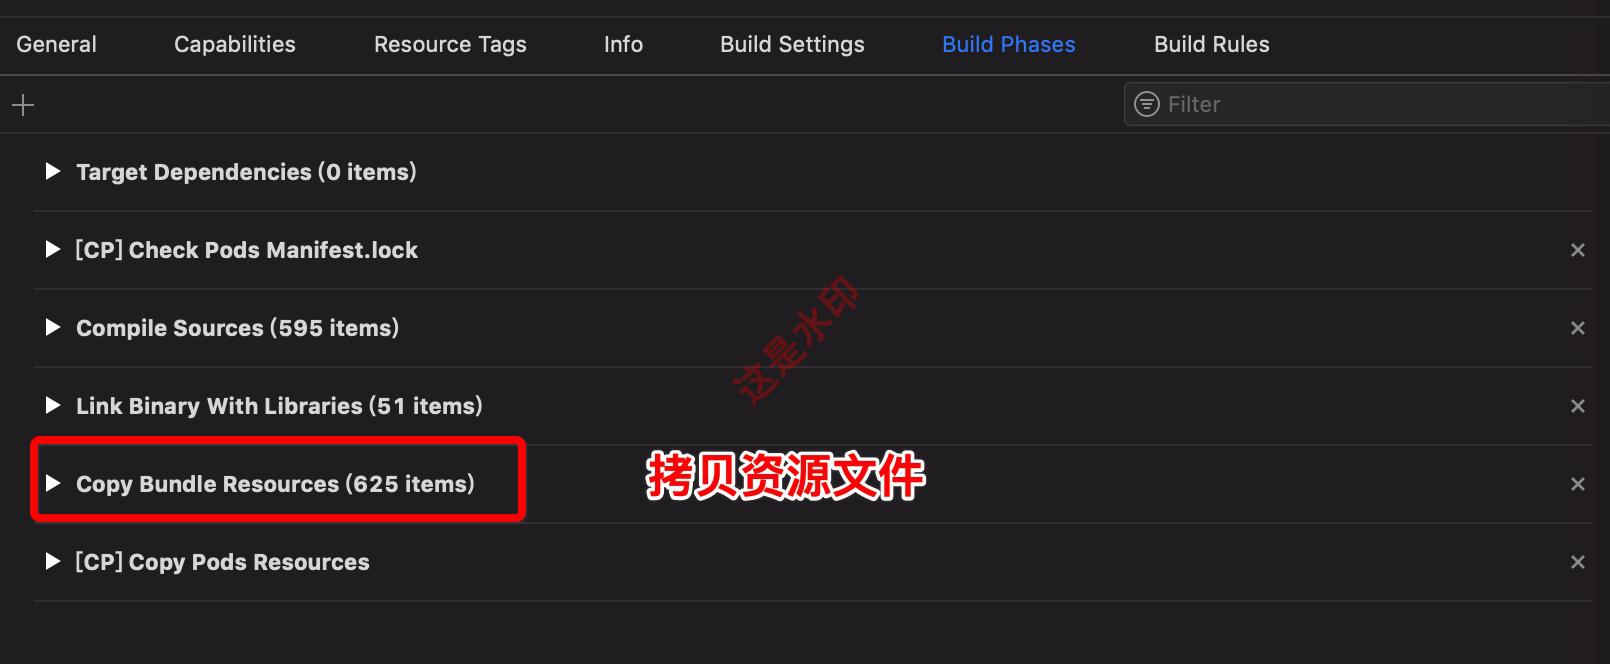 General Capabilities Resource Tags Info Build Settings Build Phases Build Rules
Filter
Target Dependencies (0 items)
[CP] Check Pods Manifest.lock
Compile Sources (595 items)
这是水印
Link Binary With Libraries (51 items)
Copy Bundle Resources (625 items) 拷贝资源文件
[CP] Copy Pods Resources